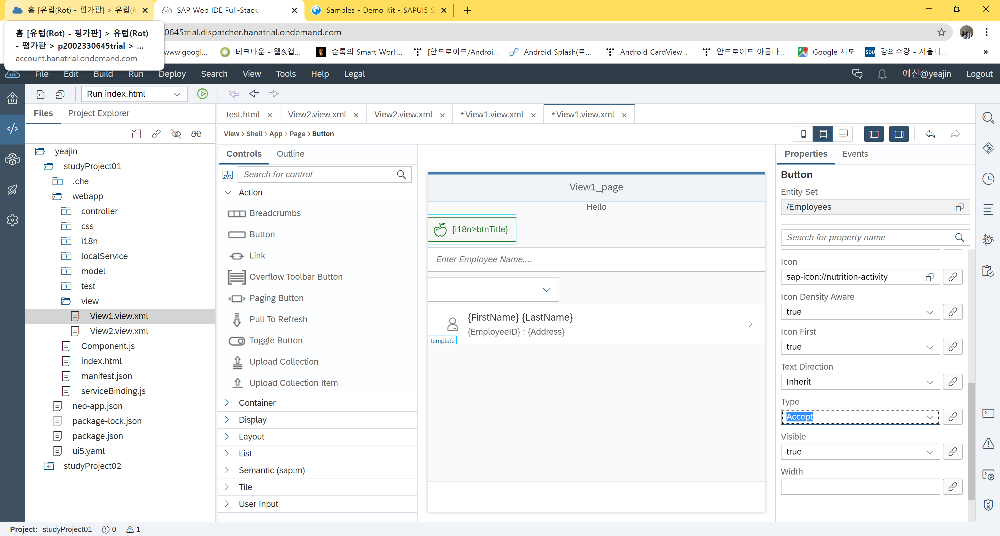 홈 [유럽(Rot) - 평가판] > 유럽(R
SAP Web IDE Full-Stack
Samples - Demo Kit - SAPUI5 S
홈 [유럽(Rot) - 평가판] > 유럽(Rot)
- 평가판 > p2002330645trial > ...
account.hanatrial.ondemand.com
0645trial.dispatcher.hanatrial.ondemand.com
www.googl...
테크타운 - 웹&앱...
순록의 Smart Worl:...
[안드로이드/Androi...
Android Splash(로...
Android CardView...
안드로이드 아름다...
Google 지도
SDU
강의수강 - 서울디...
»
File
Edit
Build
Run
Deploy
Search
View
Tools
Help
Legal
예진@yeajin
Logout
Run index.html
Files
Project Explorer
test.html
View2.view.xml
View2.view.xml
*View1.view.xml
*View1.view.xml
View > Shell > App > Page > Button
yeajin
studyProject01
.che
webapp
controller
css
i18n
localService
model
test
view
View1.view.xml
View2.view.xml
Component.js
index.html
manifest.json
serviceBinding.js
neo-app.json
package-lock.json
package.json
ui5.yaml
studyProject02
Controls
Outline
Search for control
Action
Breadcrumbs
Button
Link
Overflow Toolbar Button
Paging Button
Pull To Refresh
Toggle Button
Upload Collection
Upload Collection Item
Container
Display
Layout
List
Semantic (sap.m)
Tile
User Input
View1_page
Hello
{i18n>btnTitle}
Enter Employee Name....
{FirstName} {LastName}
{EmployeeID} : {Address}
Template
Properties
Events
Button
Entity Set
/Employees
Search for property name
Icon
sap-icon://nutrition-activity
Icon Density Aware
true
Icon First
true
Text Direction
Inherit
Type
Accept
Visible
true
Width
Project: studyProject01
0
1